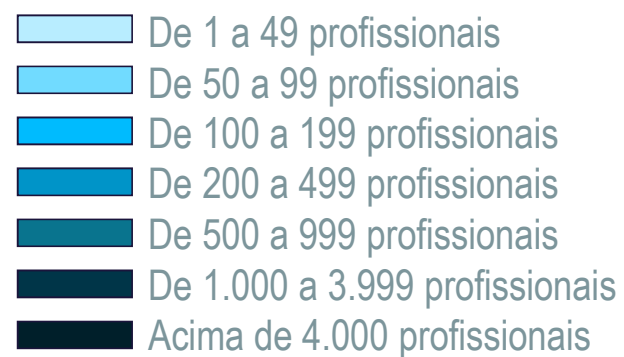 De 1 a 49 profissionais
De 50 a 99 profissionais
De 100 a 199 profissionais
De 200 a 499 profissionais
De 500 a 999 profissionais
De 1.000 a 3.999 profissionais
Acima de 4.000 profissionais